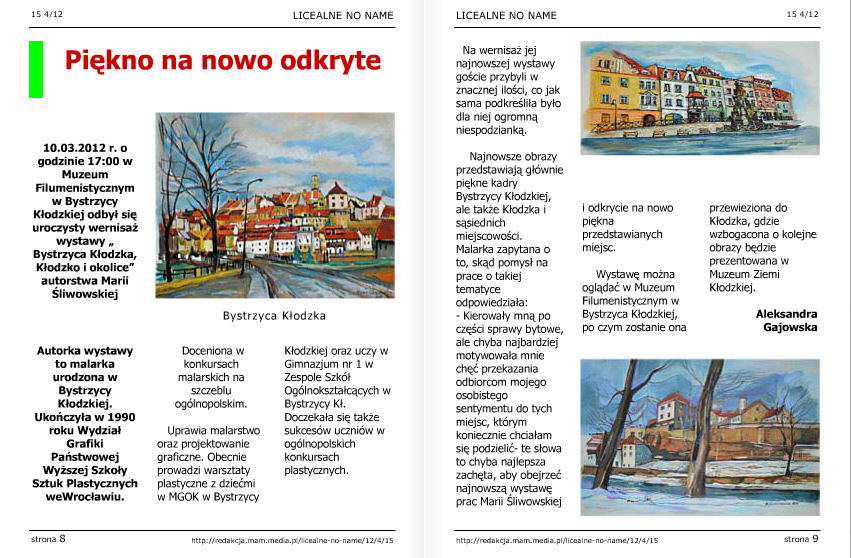 15 4/12
LICEALNE NO NAME
Piękno na nowo odkryte
10.03.2012 r. o
godzinie 17:00 w
Muzeum
Filumenistycznym
w Bystrzycy
Kłodzkiej odbył się
uroczysty wernisaż
wystawy „
Bystrzyca Kłodzka,
Kłodzko i okolice”
autorstwa Marii
Śliwowskiej
Bystrzyca Kłodzka
Autorka wystawy
to malarka
urodzona w
Bystrzycy
Kłodzkiej.
Ukończyła w 1990
roku Wydział
Grafiki
Państwowej
Wyższej Szkoły
Sztuk Plastycznych
weWrocławiu.
Doceniona w
konkursach
malarskich na
szczeblu
ogólnopolskim.
Uprawia malarstwo
oraz projektowanie
graficzne. Obecnie
prowadzi warsztaty
plastyczne z dziećmi
w MGOK w Bystrzycy
Kłodzkiej oraz uczy w
Gimnazjum nr 1 w
Zespole Szkół
Ogólnokształcących w
Bystrzycy Kł.
Doczekała się także
sukcesów uczniów w
ogólnopolskich
konkursach
plastycznych.
strona 8
http://redakcja.mam.media.pl/licealne-no-name/12/4/15
LICEALNE NO NAME
15 4/12
Na wernisaż jej
najnowszej wystawy
goście przybyli w
znacznej ilości, co jak
sama podkreśliła było
dla niej ogromną
niespodzianką.
Najnowsze obrazy
przedstawiają głównie
piękne kadry
Bystrzycy Kłodzkiej,
ale także Kłodzka i
sąsiednich
miejscowości.
Malarka zapytana o
to, skąd pomysł na
prace o takiej
tematyce
odpowiedziała:
- Kierowały mną po
części sprawy bytowe,
ale chyba najbardziej
motywowała mnie
chęć przekazania
odbiorcom mojego
osobistego
sentymentu do tych
miejsc, którym
koniecznie chciałam
się podzielić- te słowa
to chyba najlepsza
zachęta, aby obejrzeć
najnowszą wystawę
prac Marii Śliwowskiej
i odkrycie na nowo
piękna
przedstawianych
miejsc.
Wystawę można
oglądać w Muzeum
Filumenistycznym w
Bystrzycy Kłodzkiej,
po czym zostanie ona
przewieziona do
Kłodzka, gdzie
wzbogacona o kolejne
obrazy będzie
prezentowana w
Muzeum Ziemi
Kłodzkiej.
Aleksandra
Gajowska
http://redakcja.mam.media.pl/licealne-no-name/12/4/15
strona 9